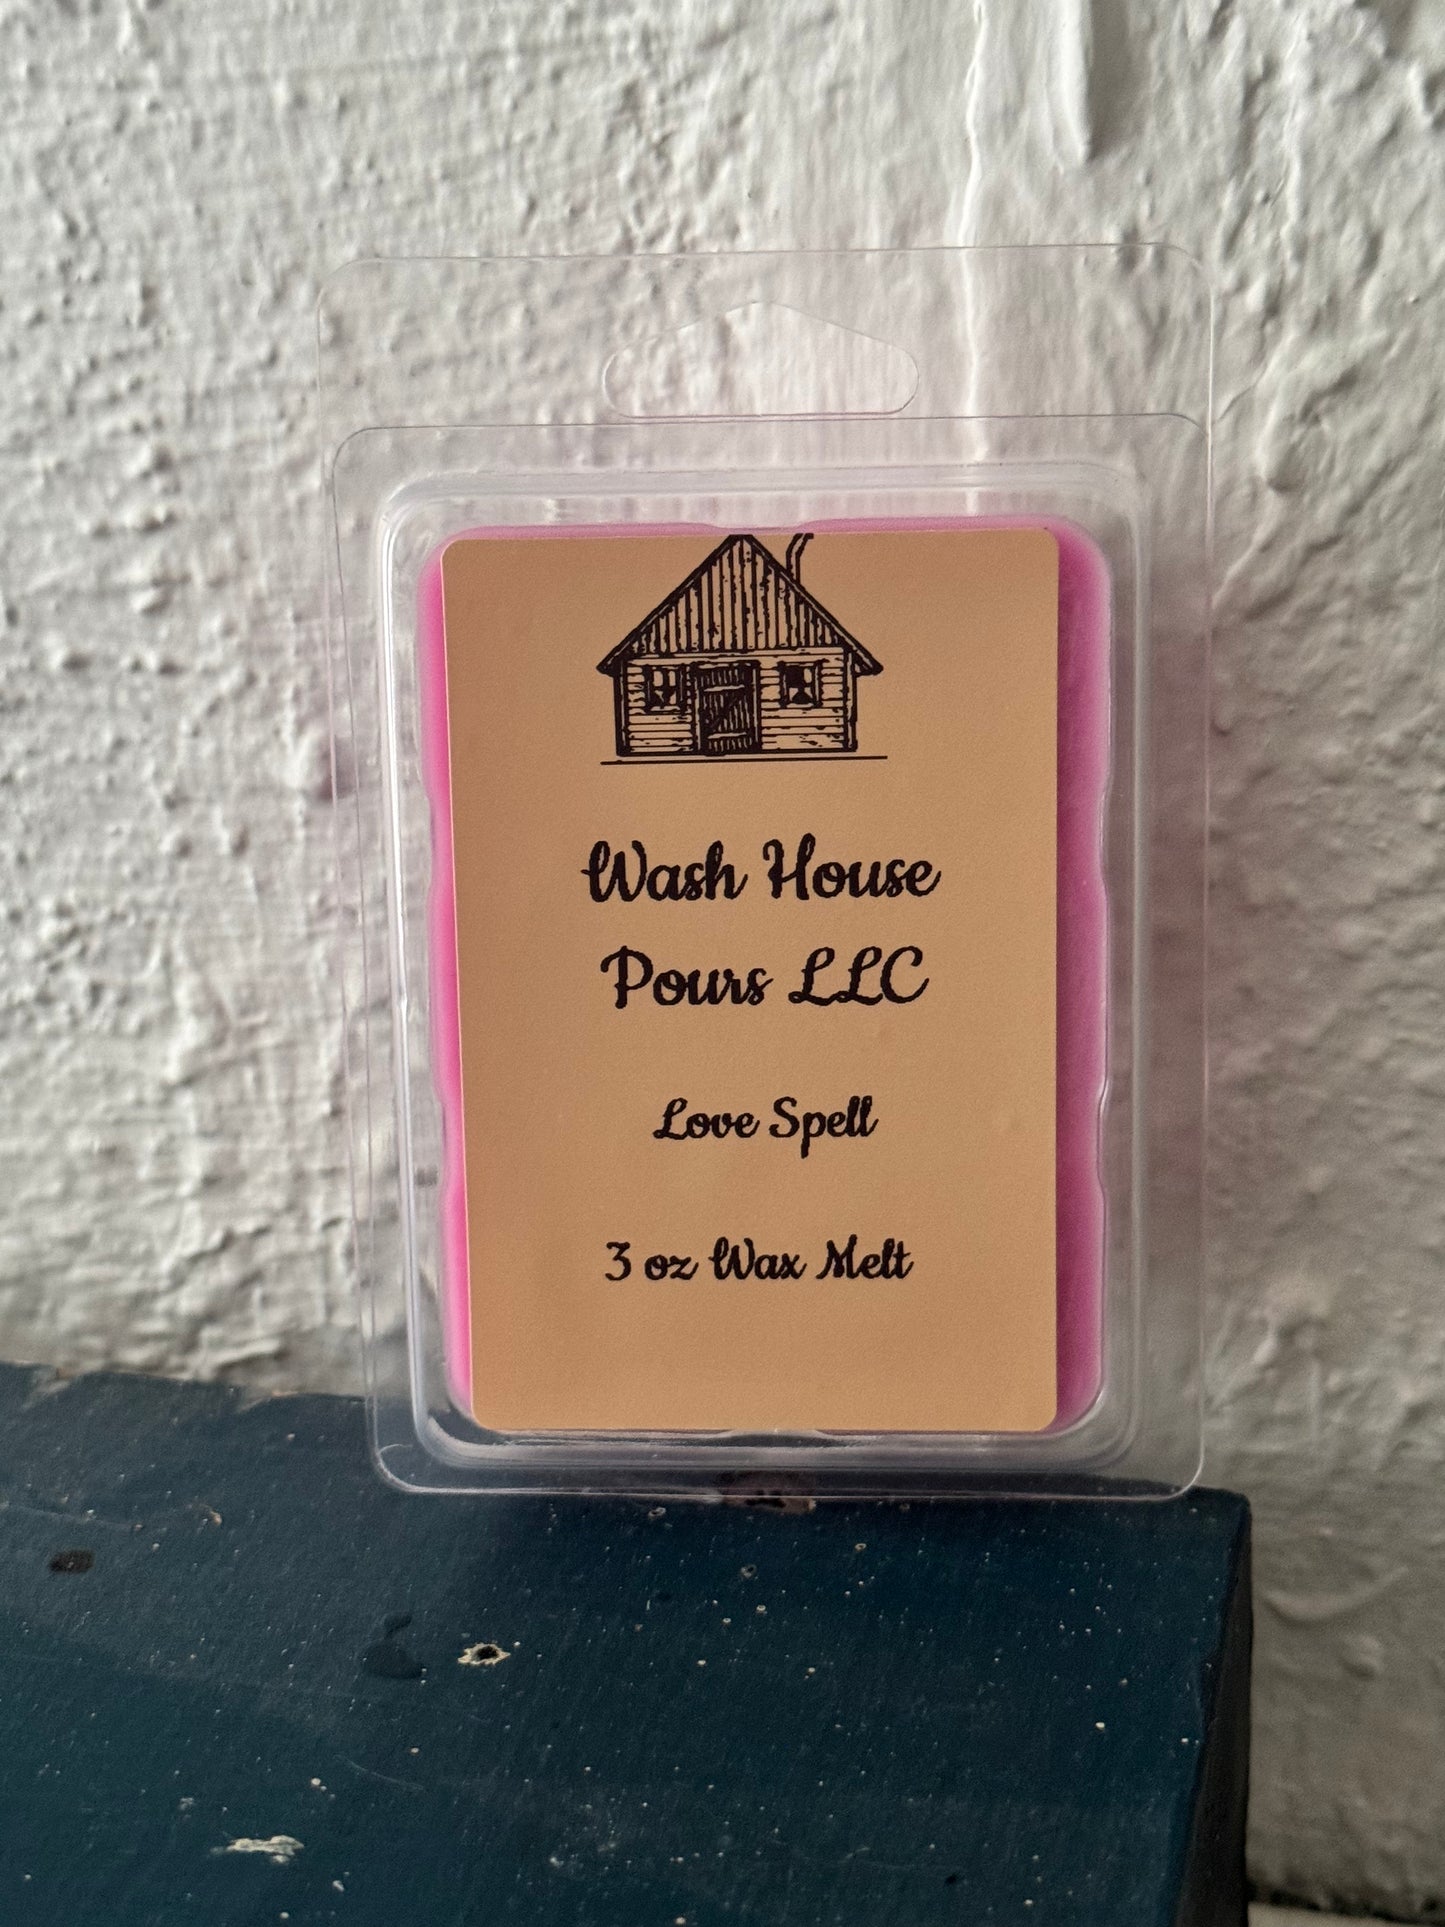 Wash House
Pours LLC
Love Spell
3 oz Wax Melt